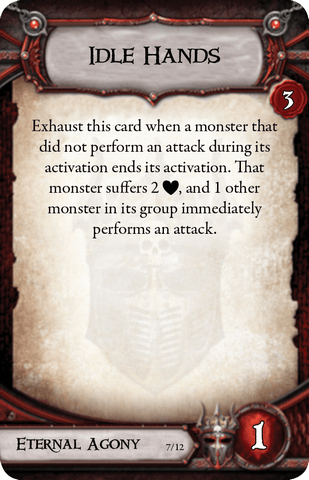 Idle Hands
3
Exhaust this card when a monster that
did not perform an attack during its
activation ends its activation. That
monster suffers 2 ♥, and 1 other
monster in its group immediately
performs an attack.
Eternal Agony 7/12
1